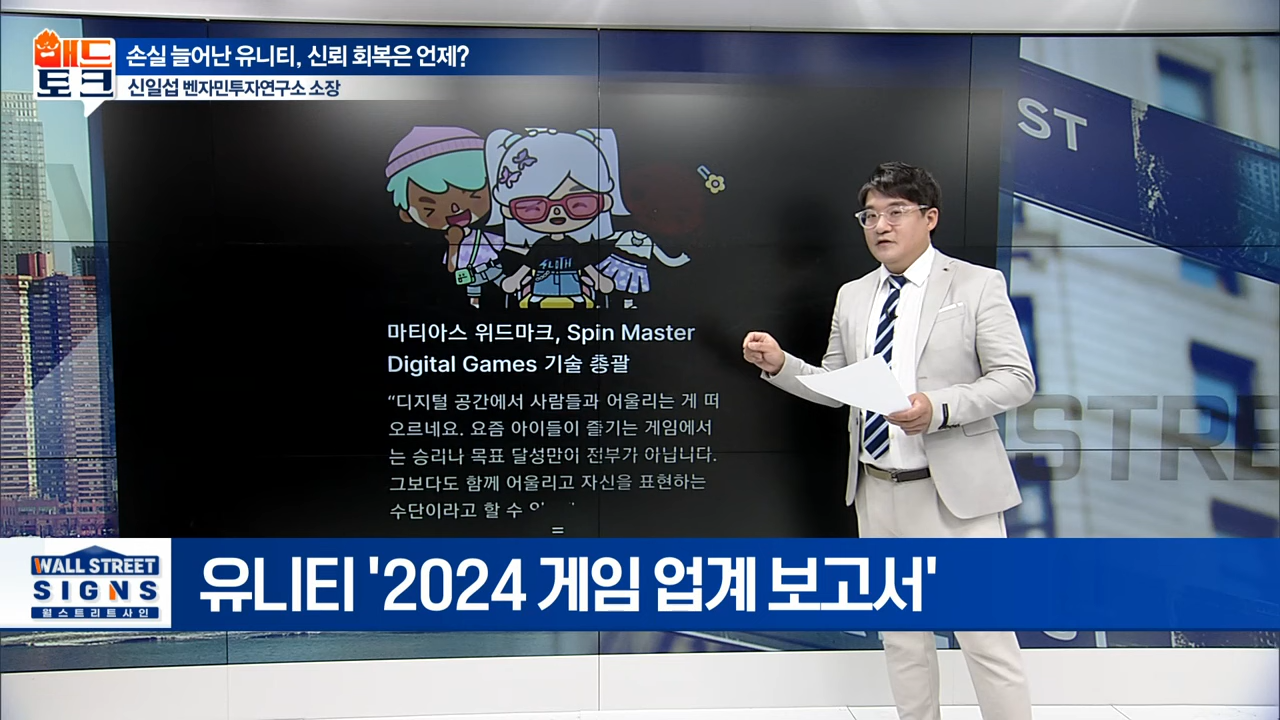 매드
토크
손실 늘어난 유니티, 신뢰 회복은 언제?
신일섭 벤자민투자연구소 소장
ST
SLOTH
마티아스 위드마크, Spin Master
Digital Games 기술 총괄
“디지털 공간에서 사람들과 어울리는 게 떠
오르네요. 요즘 아이들이 즐기는 게임에서
는 승리나 목표 달성만이 전부가 아닙니다.
그보다도 함께 어울리고 자신을 표현하는
수단이라고 할 수
STRE
WALL STREET
SIGNS
월스트리트사인
유니티 '2024 게임 업계 보고서'